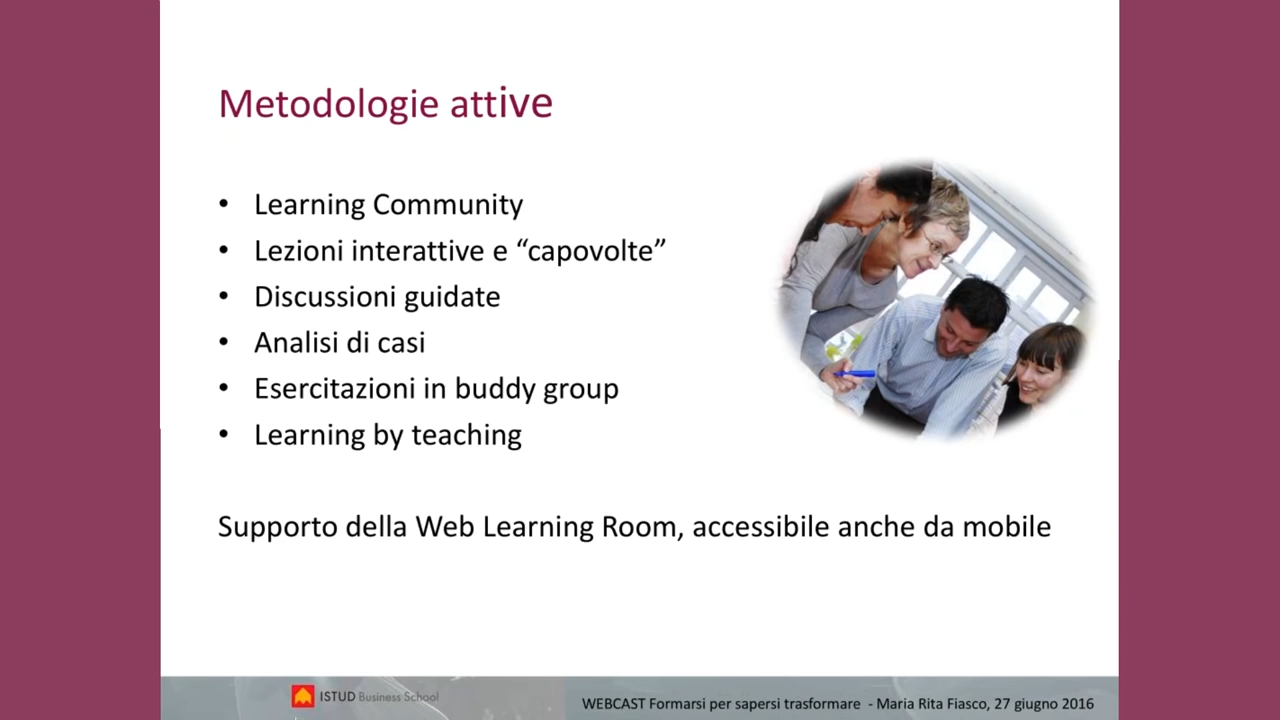 Metodologie attive
• Learning Community
• Lezioni interattive e “capovolte”
• Discussioni guidate
• Analisi di casi
• Esercitazioni in buddy group
• Learning by teaching
Supporto della Web Learning Room, accessibile anche da mobile
ISTUD Business School
WEBCAST Formarsi per sapersi trasformare - Maria Rita Fiasco, 27 giugno 2016